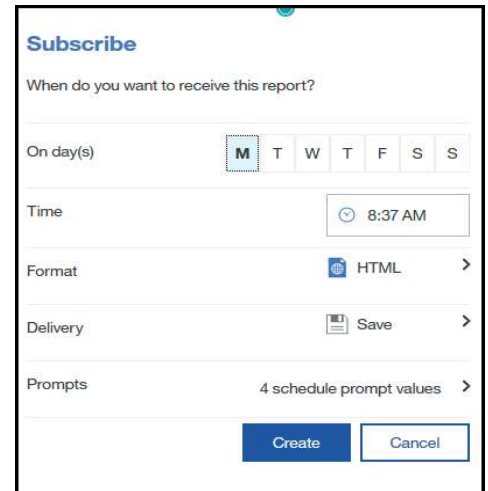 Subscribe
When do you want to receive this report?
On day(s) M T W T F S S
Time 8:37 AM
Format HTML
Delivery Save
Prompts 4 schedule prompt values
Create Cancel